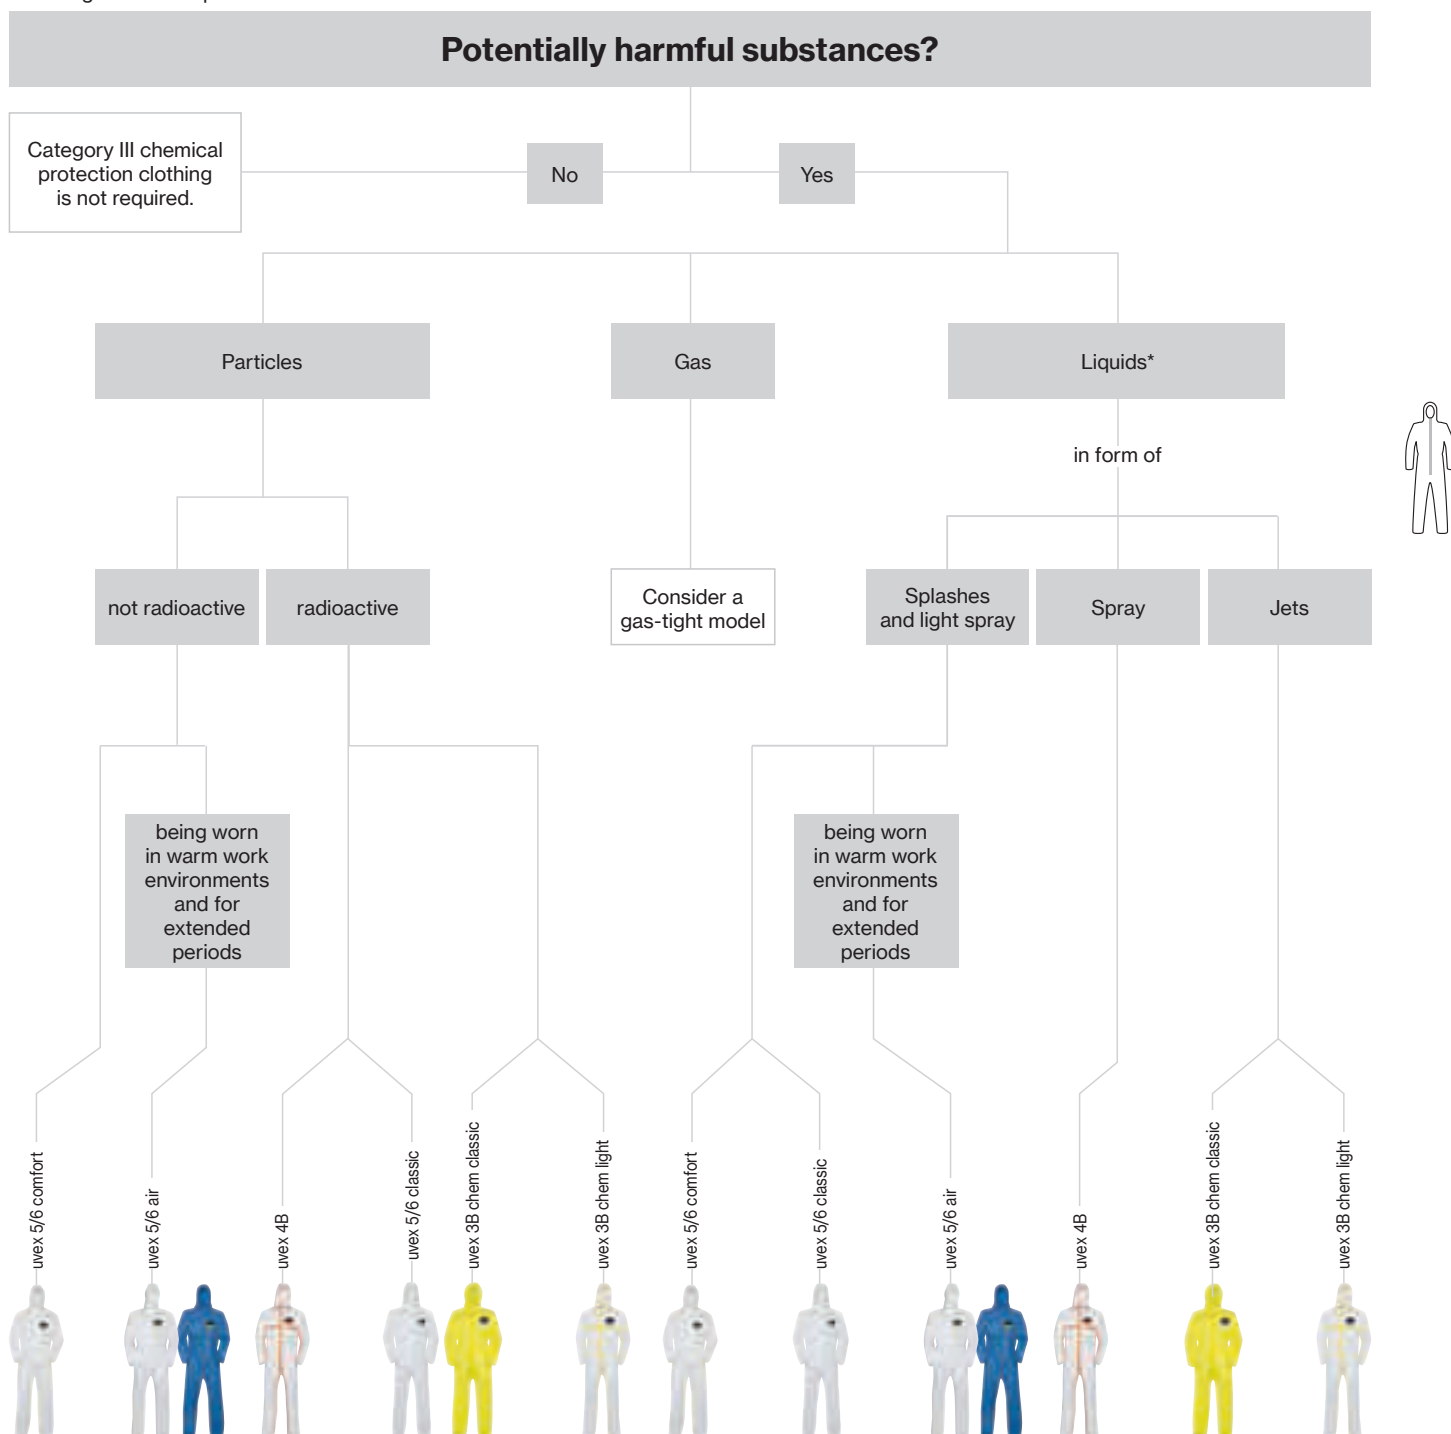 Potentially harmful substances?
Category III chemical
protection clothing
is not required.
No
Yes
Particles
Gas
Liquids*
in form of
not radioactive
radioactive
Consider a
gas-tight model
Splashes
and light spray
Spray
Jets
being worn
in warm work
environments
and for
extended
periods
being worn
in warm work
environments
and for
extended
periods
uvex 5/6 comfort
uvex 5/6 air
uvex 4B
uvex 5/6 classic
uvex 3B chem classic
uvex 3B chem light
uvex 5/6 comfort
uvex 5/6 classic
uvex 5/6 air
uvex 4B
uvex 3B chem classic
uvex 3B chem light